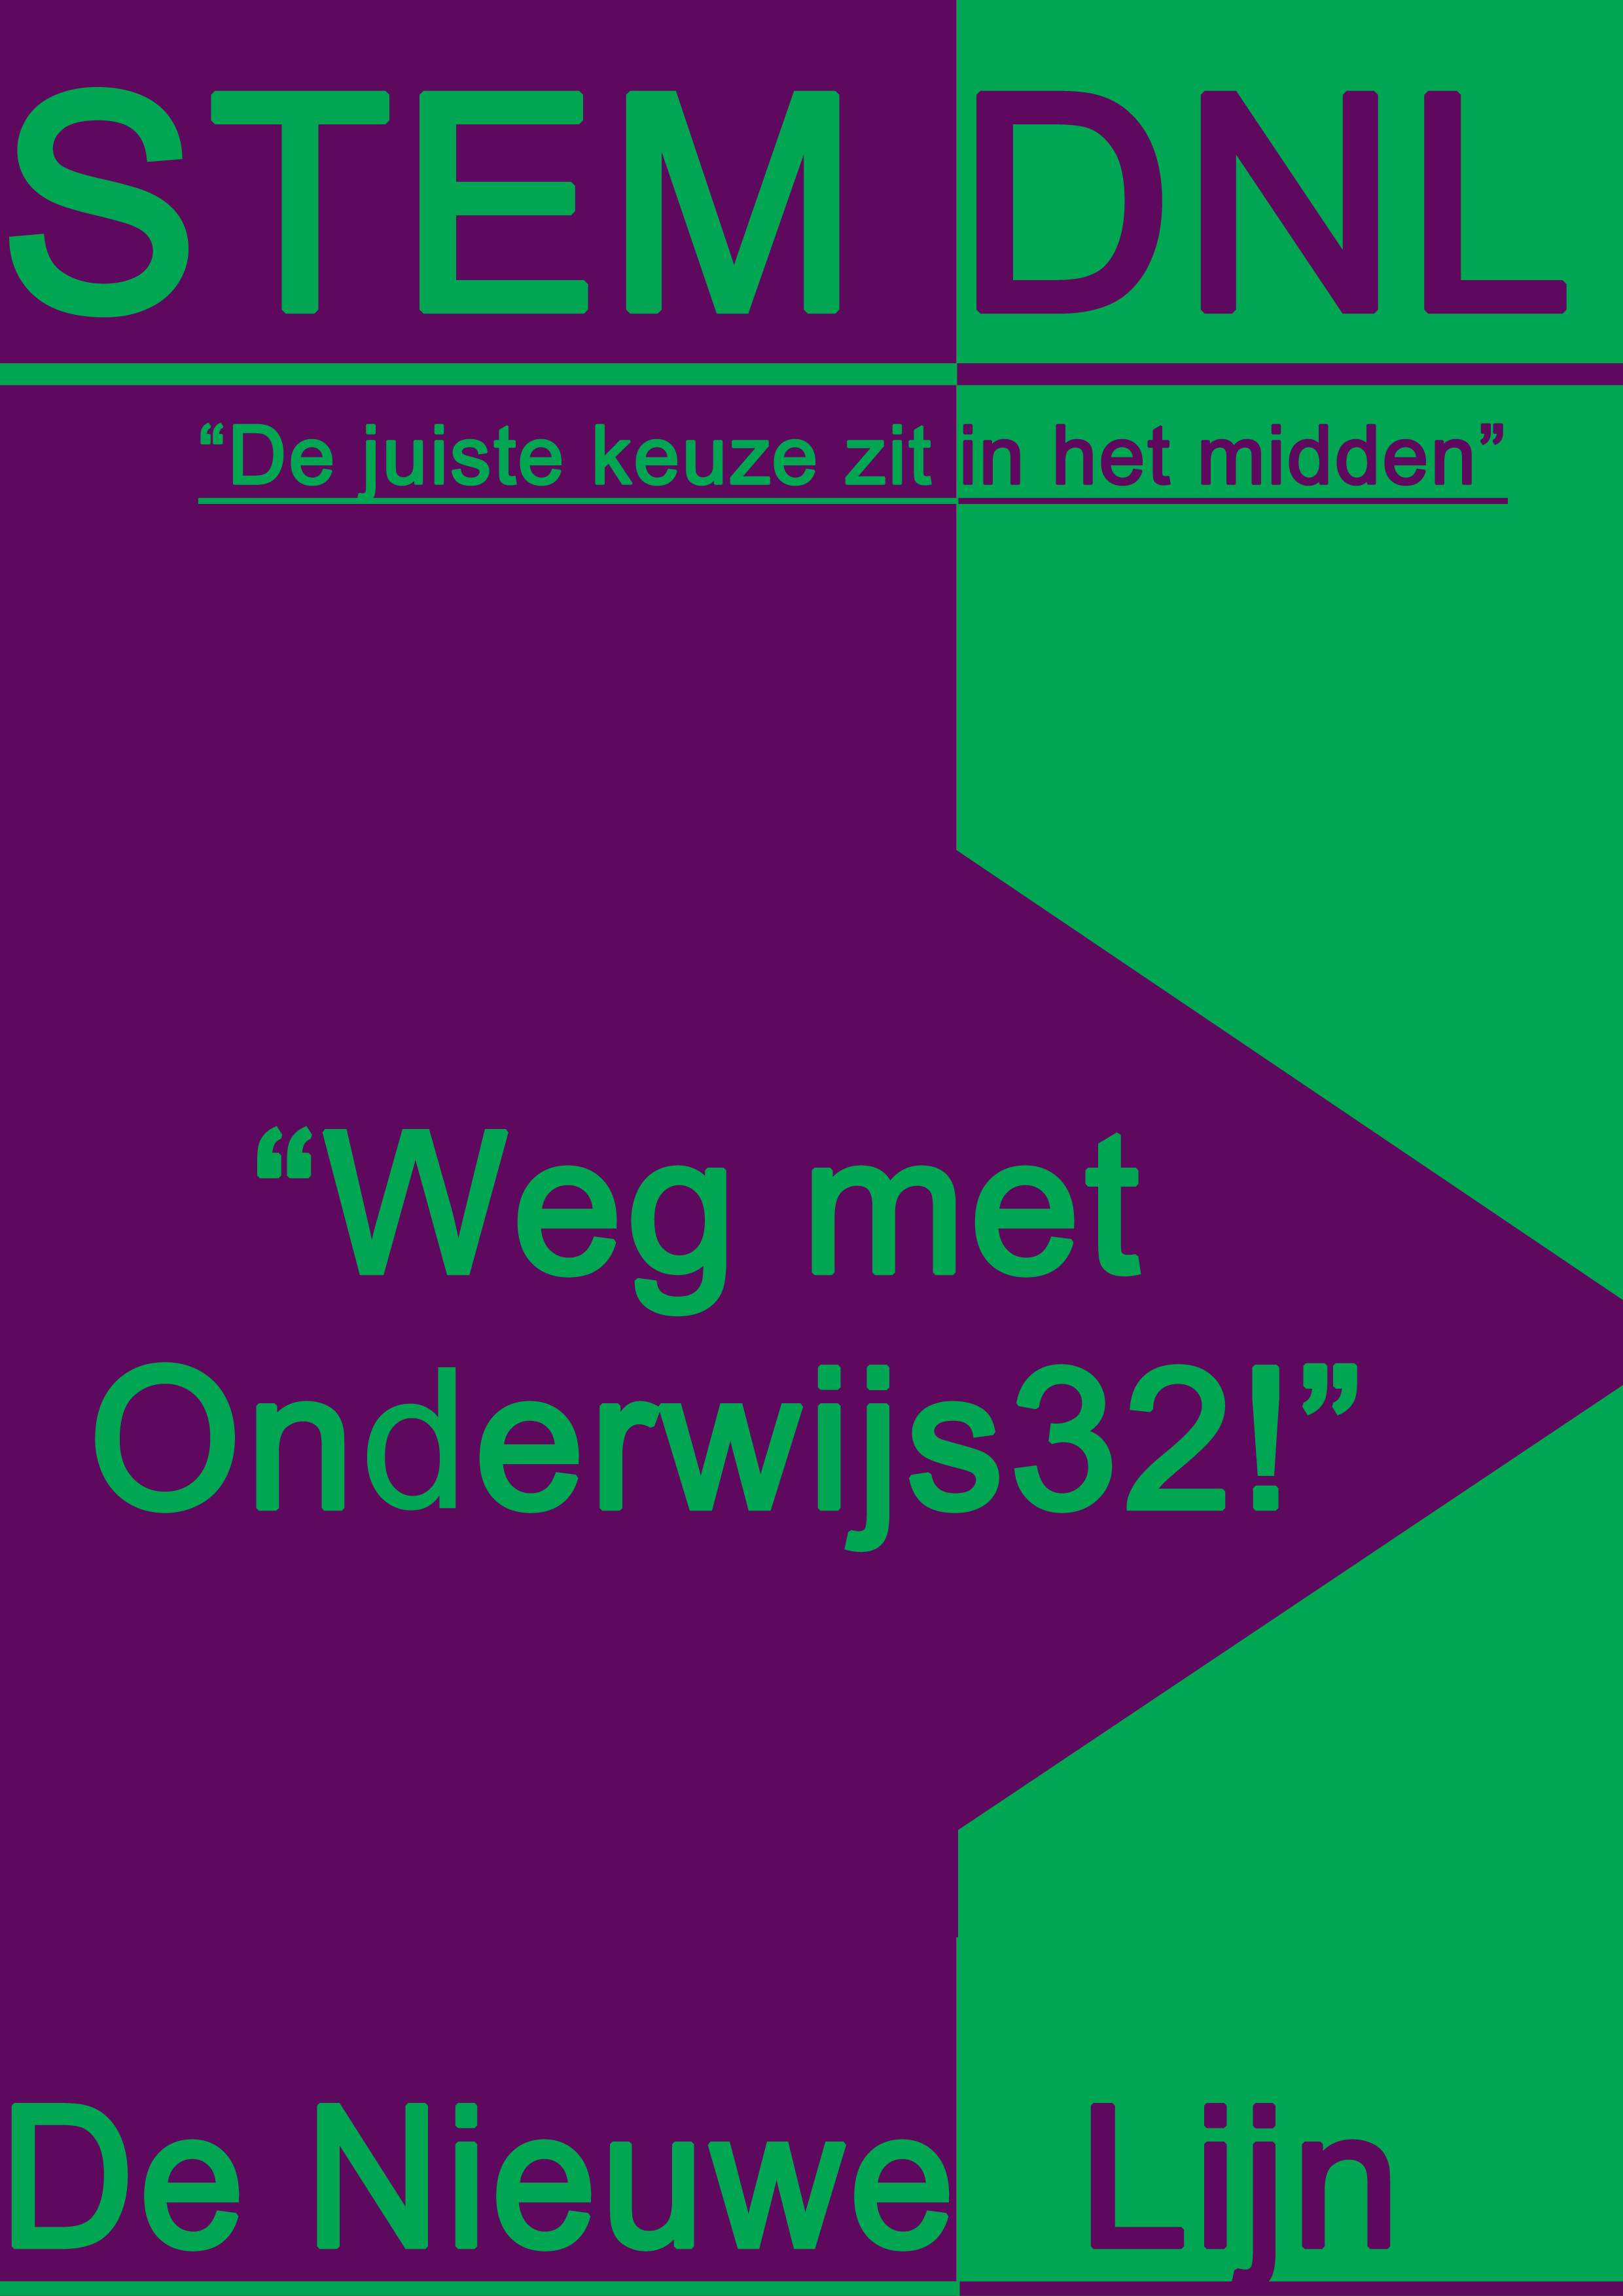 STEM DNL
“De juiste keuze zit in het midden”
“Weg met
Onderwijs32!”
De Nieuwe Lijn